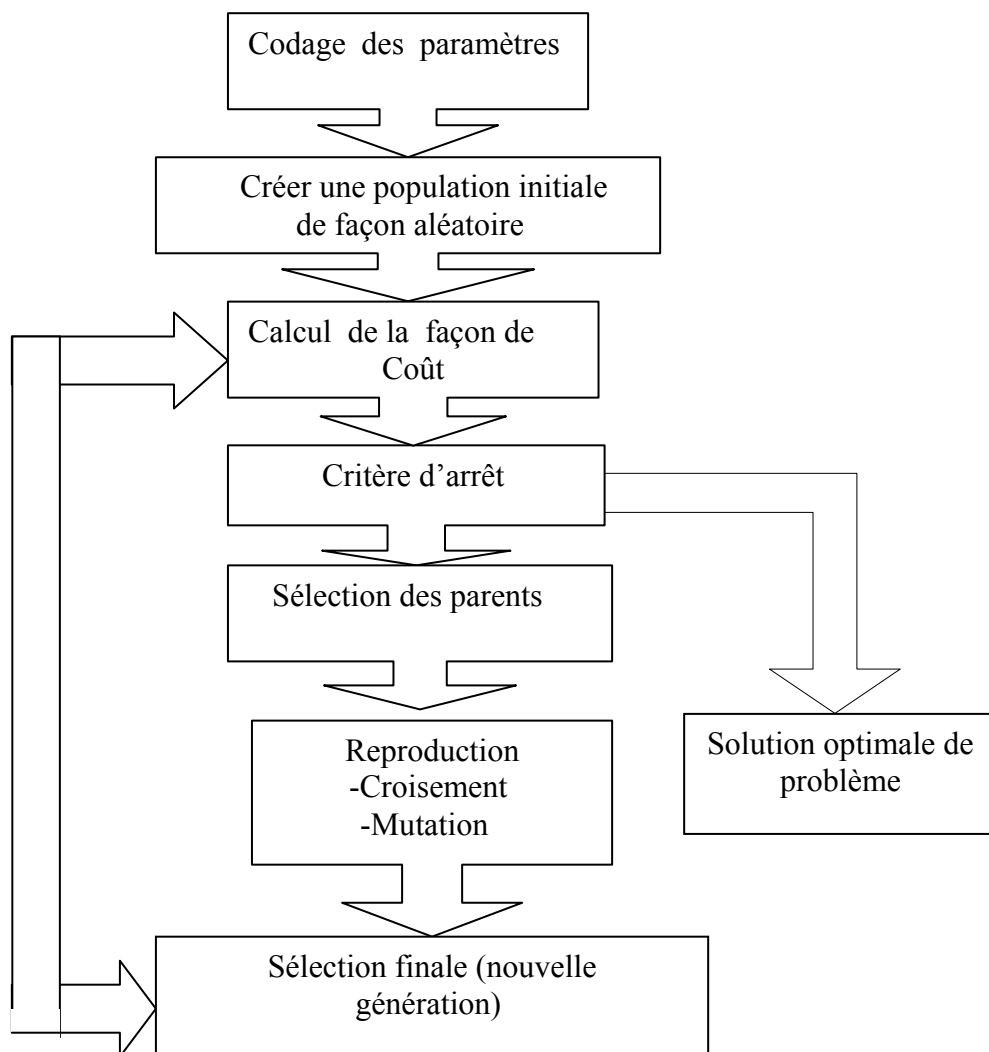 Codage des paramètres
Créer une population initiale
de façon aléatoire
Calcul de la façon de
Coût
Critère d’arrêt
Sélection des parents
Reproduction
-Croisement
-Mutation
Solution optimale de
problème
Sélection finale (nouvelle
génération)